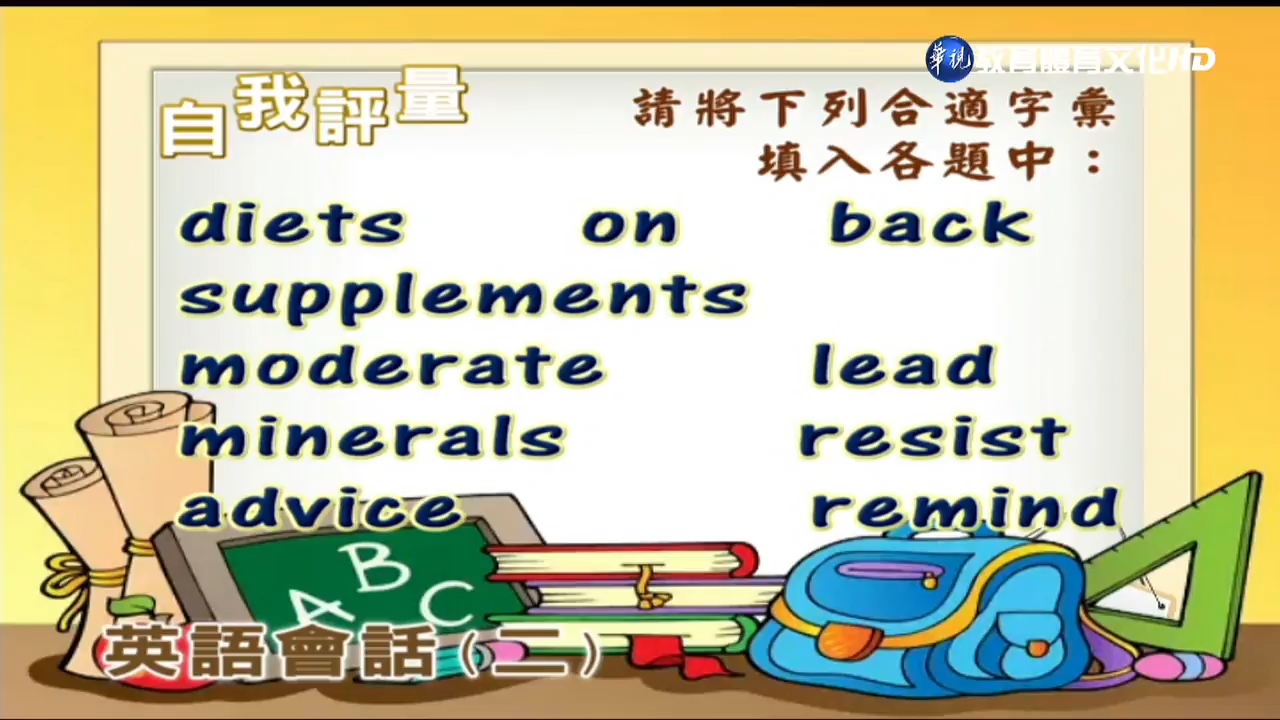 華視 教育體育文化HD
自我評量
請將下列合適字彙
填入各題中：
diets on back
supplements
moderate lead
minerals resist
advice remind
A B C
英語會話（二）